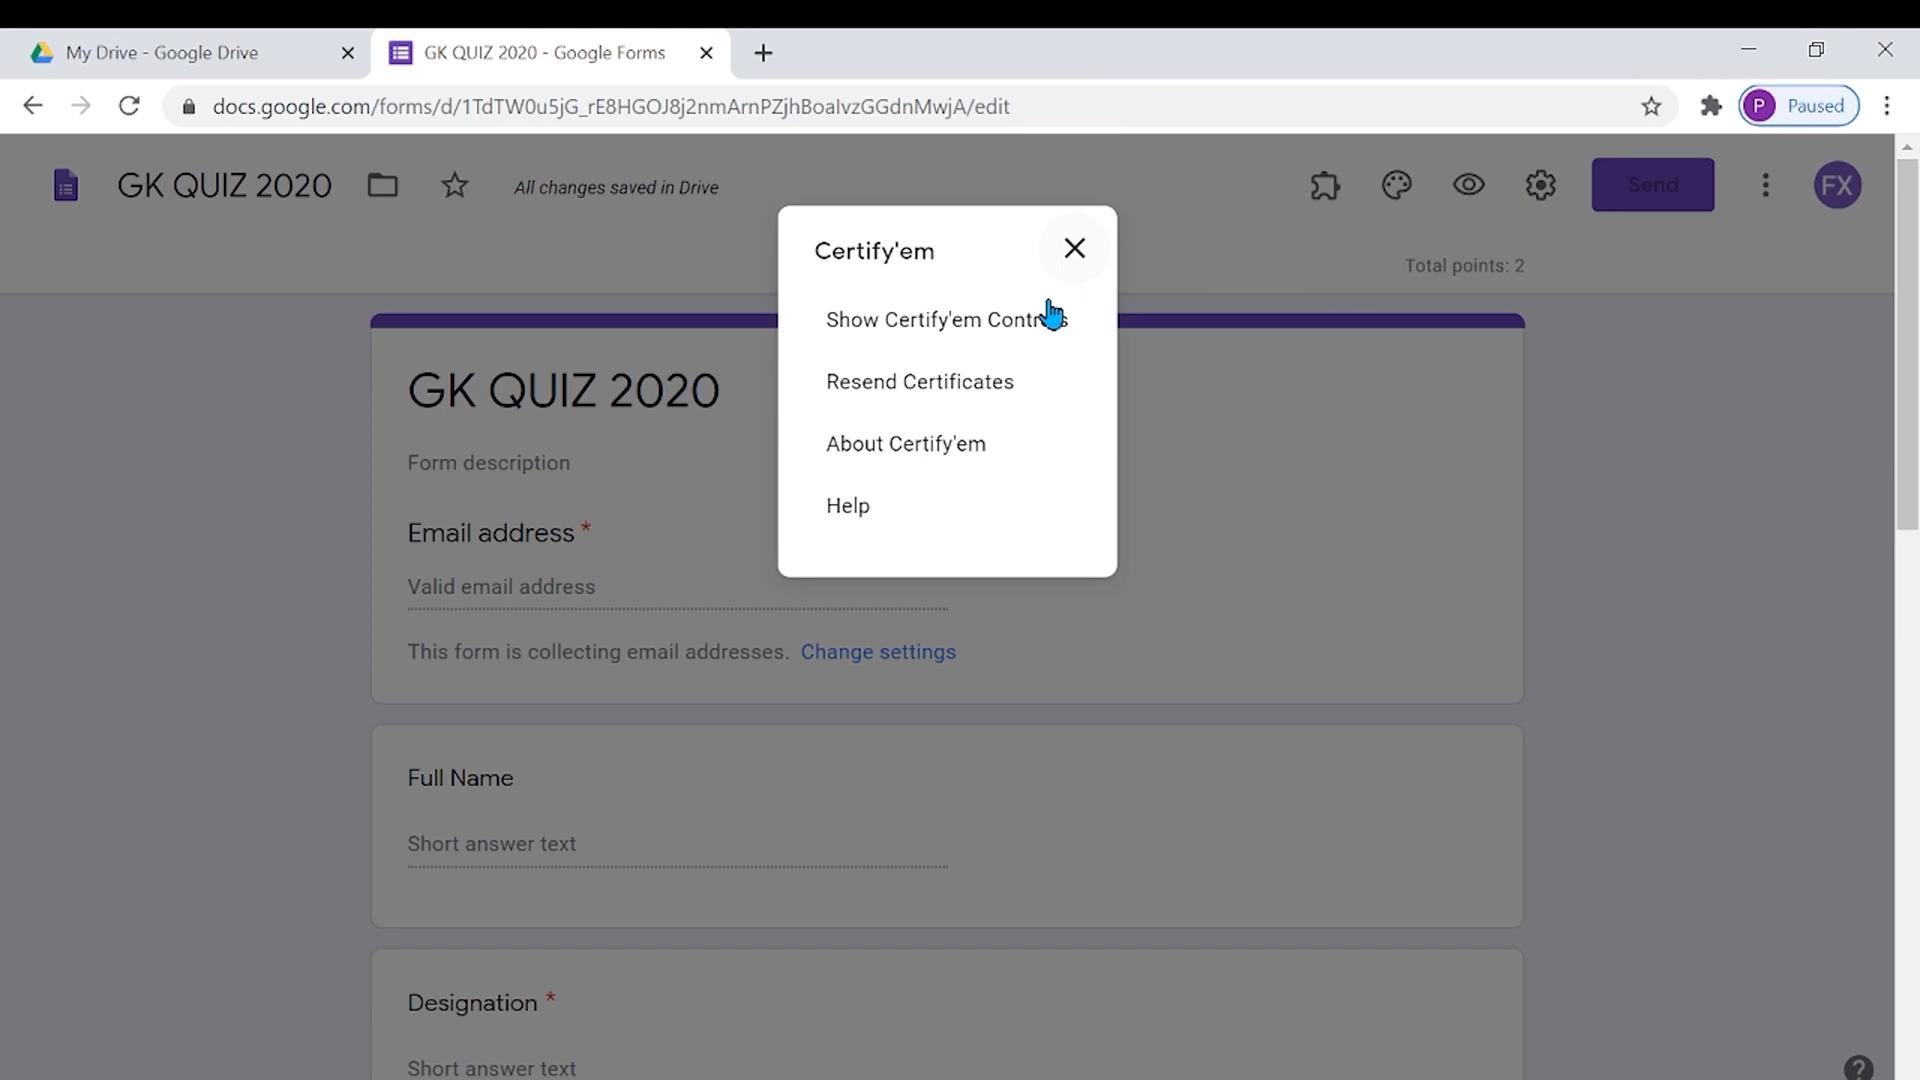 My Drive - Google Drive
GK QUIZ 2020 - Google Forms
docs.google.com/forms/d/1TdTW0u5jG_rE8HGOJ8j2nmArnPZjhBoalvzGGdnMwjA/edit
P Paused
GK QUIZ 2020
All changes saved in Drive
Send
FX
Total points: 2
Certify'em
Show Certify'em Controls
Resend Certificates
About Certify'em
Help
GK QUIZ 2020
Form description
Email address *
Valid email address
This form is collecting email addresses. Change settings
Full Name
Short answer text
Designation *
Short answer text